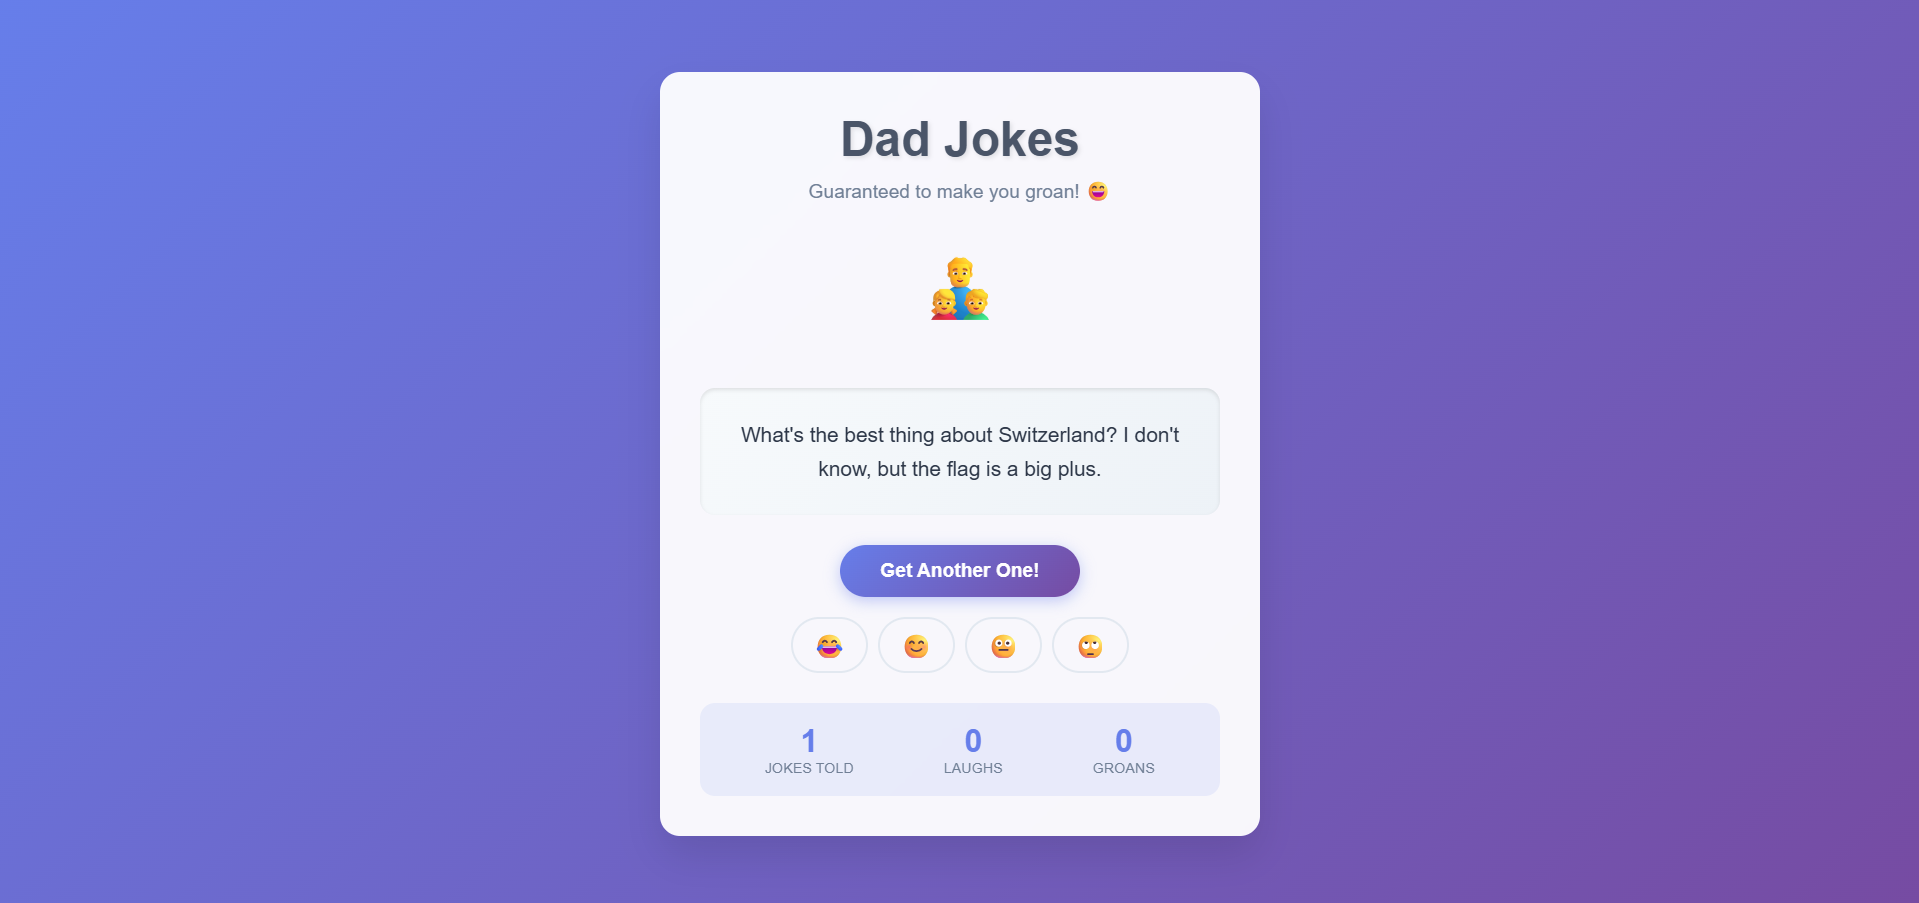 Dad Jokes
Guaranteed to make you groan! 😄
What's the best thing about Switzerland? I don't
know, but the flag is a big plus.
Get Another One!
1 0 0
JOKES TOLD LAUGHS GROANS